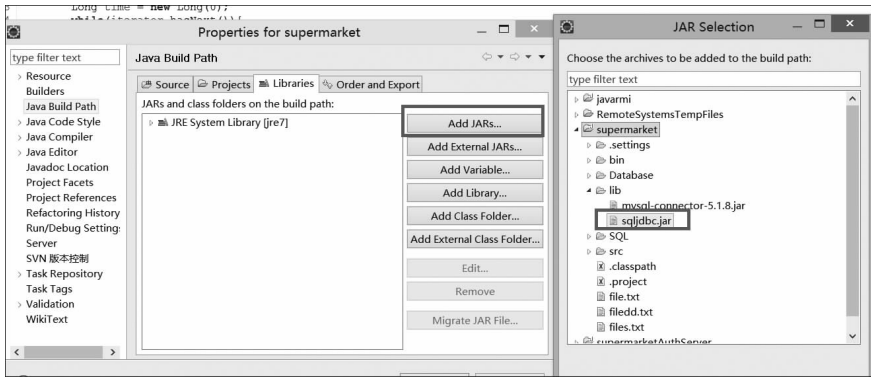 Long time = new Long(0);
while(iterator.hasNext()){
Properties for supermarket
type filter text
Resource
Builders
Java Build Path
Java Code Style
Java Compiler
Java Editor
Javadoc Location
Project Facets
Project References
Refactoring History
Run/Debug Setting
Server
SVN 版本控制
Task Repository
Task Tags
Validation
WikiText
Java Build Path
Source
Projects
Libraries
Order and Export
JARs and class folders on the build path:
JRE System Library [jre7]
Add JARs...
Add External JARs...
Add Variable...
Add Library...
Add Class Folder...
Add External Class Folder...
Edit...
Remove
Migrate JAR File...
JAR Selection
Choose the archives to be added to the build path:
type filter text
javarmi
RemoteSystemsTempFiles
supermarket
.settings
bin
Database
lib
mysql-connector-5.1.8.jar
sqljdbc.jar
SQL
src
.classpath
.project
file.txt
filedd.txt
files.txt
supermarketAuthServer